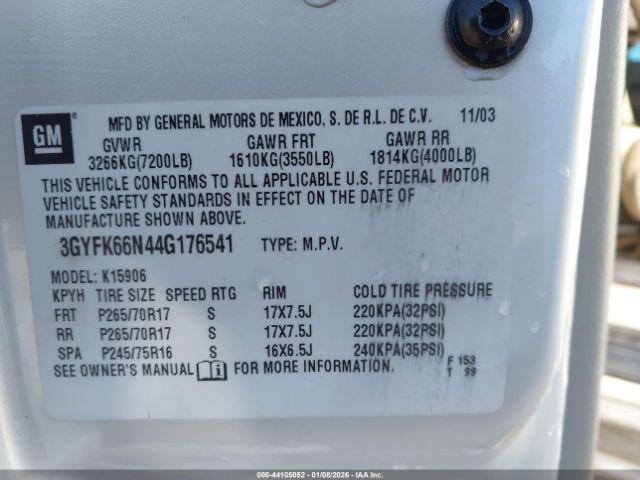 GM
MFD BY GENERAL MOTORS DE MEXICO, S. DE R.L. DE C.V. 11/03
GVWR GAWR FRT GAWR RR
3266KG(7200LB) 1610KG(3550LB) 1814KG(4000LB)
THIS VEHICLE CONFORMS TO ALL APPLICABLE U.S. FEDERAL MOTOR
VEHICLE SAFETY STANDARDS IN EFFECT ON THE DATE OF
MANUFACTURE SHOWN ABOVE.
3GYFK66N44G176541 TYPE: M.P.V.
MODEL: K15906
KPYH TIRE SIZE SPEED RTG RIM COLD TIRE PRESSURE
FRT P265/70R17 S 17X7.5J 220KPA(32PSI)
RR P265/70R17 S 17X7.5J 220KPA(32PSI)
SPA P245/75R16 S 16X6.5J 240KPA(35PSI)
SEE OWNER'S MANUAL i FOR MORE INFORMATION.
F 153
T 99
000-44105052 - 01/08/2026 - IAAI, Inc.